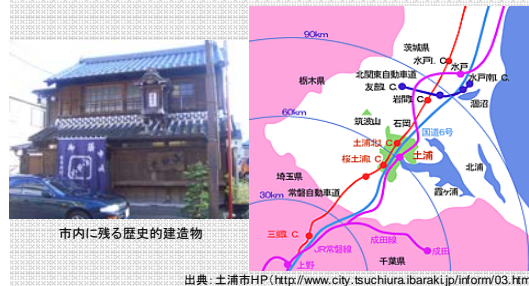 市内に残る歴史的建造物
90km
茨城県
水戸I. C.
水戸
栃木県
北関東自動車道
水戸南I. C.
友部I. C.
岩間I. C.
涸沼
60km
筑波山
石岡
国道6号
土浦北I. C.
土浦
桜土浦I. C.
北浦
埼玉県
霞ヶ浦
常磐自動車道
30km
三郷I. C.
JR常磐線
成田線
成田
上野
千葉県
出典：土浦市HP（http://www.city.tsuchiura.ibaraki.jp/inform/03.htm